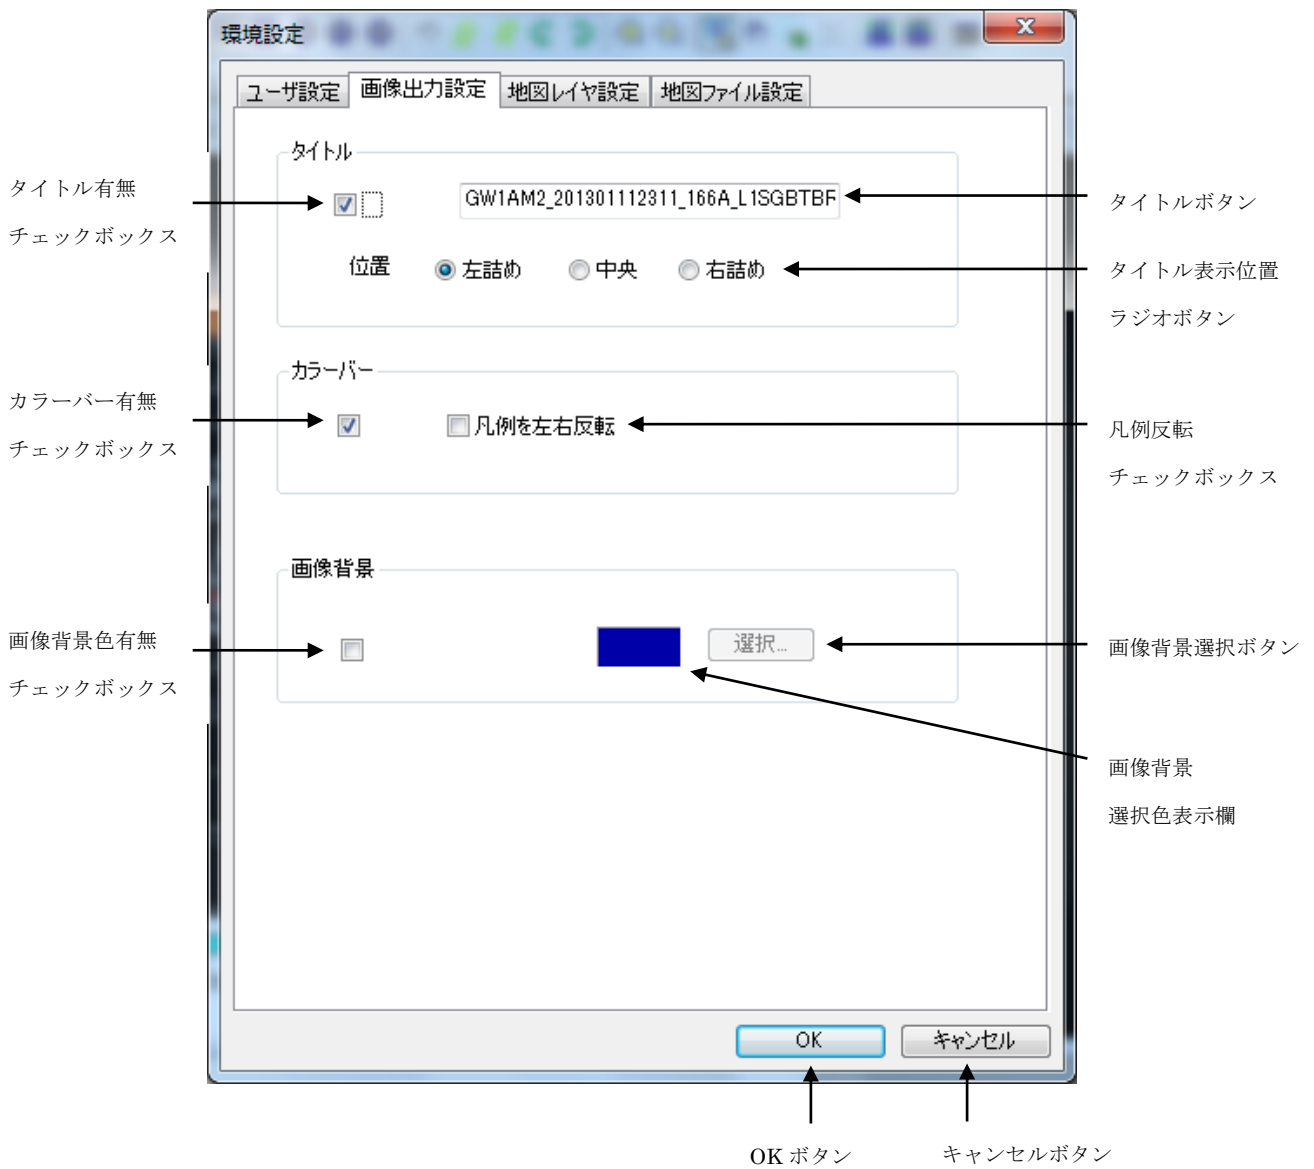 環境設定
ユーザ設定
画像出力設定
地図レイヤ設定
地図ファイル設定
タイトル
タイトル有無
チェックボックス
GW1AM2_201301112311_166A_L1SGBTBR
タイトルボタン
位置
左詰め
中央
右詰め
タイトル表示位置
ラジオボタン
カラーバー
カラーバー有無
チェックボックス
凡例を左右反転
凡例反転
チェックボックス
画像背景
画像背景色有無
チェックボックス
選択...
画像背景選択ボタン
画像背景
選択色表示欄
OK
キャンセル
OK ボタン
キャンセルボタン